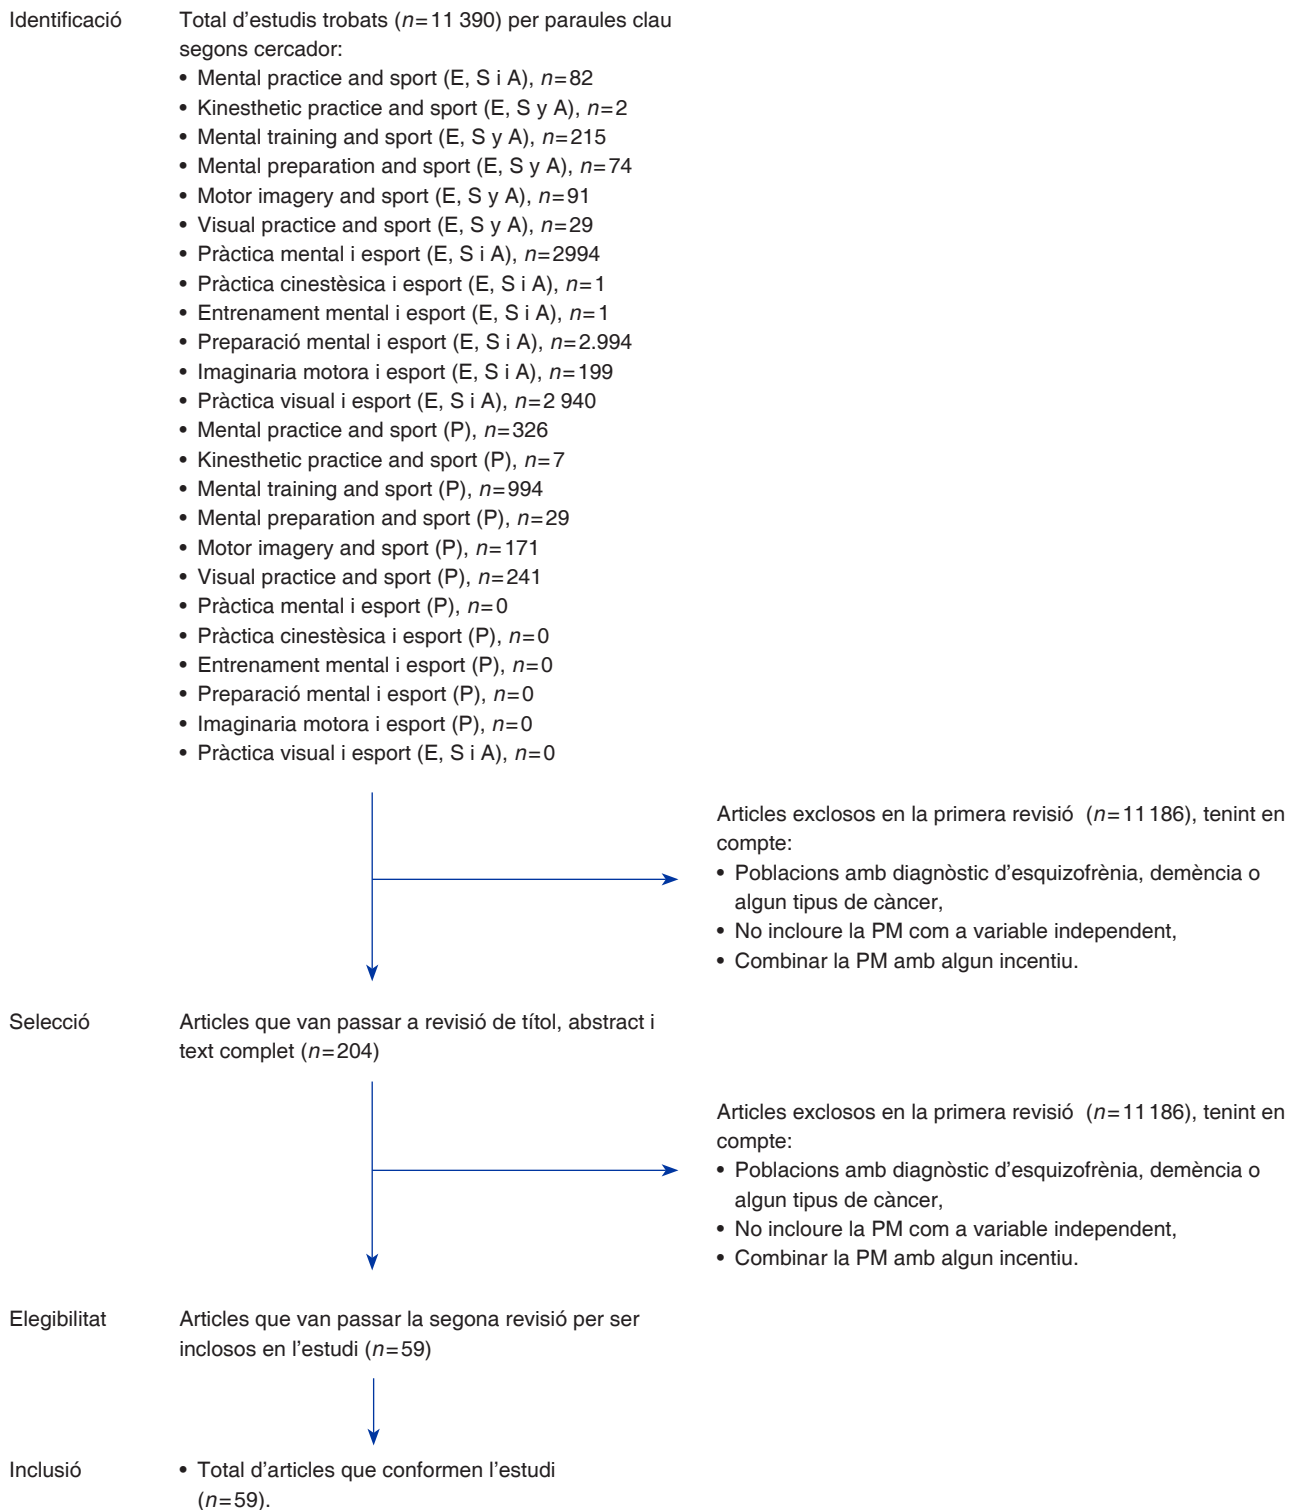 Identificació
Total d'estudis trobats (n=11 390) per paraules clau
segons cercador:
• Mental practice and sport (E, S i A), n=82
• Kinesthetic practice and sport (E, S y A), n=2
• Mental training and sport (E, S y A), n=215
• Mental preparation and sport (E, S y A), n=74
• Motor imagery and sport (E, S y A), n=91
• Visual practice and sport (E, S y A), n=29
• Pràctica mental i esport (E, S i A), n=2994
• Pràctica cinestèsica i esport (E, S i A), n=1
• Entrenament mental i esport (E, S i A), n=1
• Preparació mental i esport (E, S i A), n=2.994
• Imaginaria motora i esport (E, S i A), n=199
• Pràctica visual i esport (E, S i A), n=2 940
• Mental practice and sport (P), n=326
• Kinesthetic practice and sport (P), n=7
• Mental training and sport (P), n=994
• Mental preparation and sport (P), n=29
• Motor imagery and sport (P), n=171
• Visual practice and sport (P), n=241
• Pràctica mental i esport (P), n=0
• Pràctica cinestèsica i esport (P), n=0
• Entrenament mental i esport (P), n=0
• Preparació mental i esport (P), n=0
• Imaginaria motora i esport (P), n=0
• Pràctica visual i esport (E, S i A), n=0
Articles exclosos en la primera revisió (n=11 186), tenint en
compte:
• Poblacions amb diagnòstic d'esquizofrènia, demència o
algun tipus de càncer,
• No incloure la PM com a variable independent,
• Combinar la PM amb algun incentiu.
Selecció
Articles que van passar a revisió de títol, abstract i
text complet (n=204)
Articles exclosos en la primera revisió (n=11 186), tenint en
compte:
• Poblacions amb diagnòstic d'esquizofrènia, demència o
algun tipus de càncer,
• No incloure la PM com a variable independent,
• Combinar la PM amb algun incentiu.
Elegibilitat
Articles que van passar la segona revisió per ser
inclosos en l'estudi (n=59)
Inclusió
• Total d'articles que conformen l'estudi
(n=59).